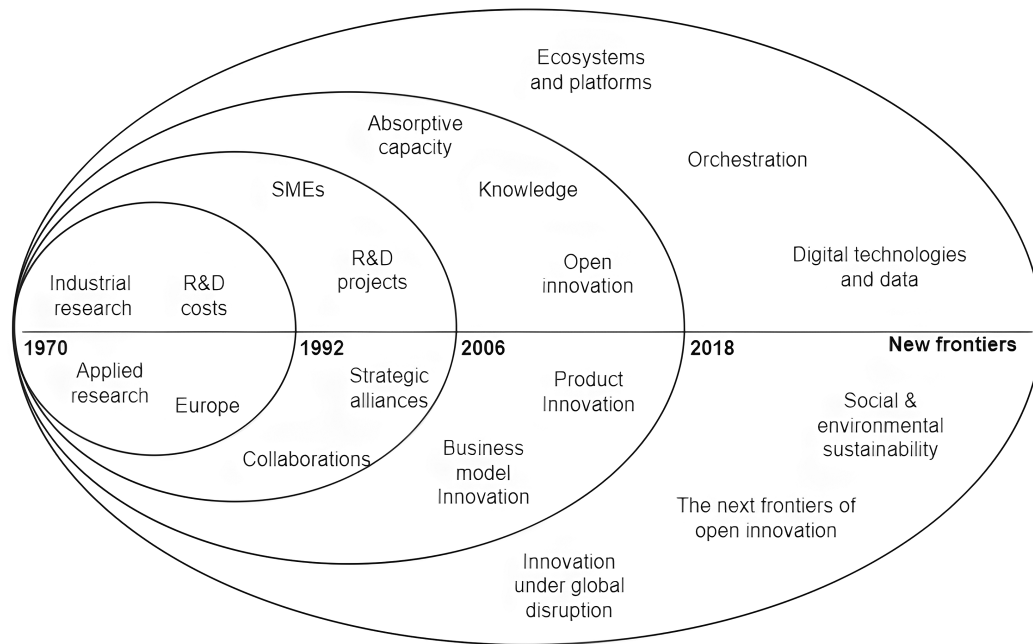 Ecosystems
and platforms
Absorptive
capacity
Orchestration
SMEs
Knowledge
R&D
projects
Open
innovation
Digital technologies
and data
Industrial
research
R&D
costs
1970
1992
2006
2018
New frontiers
Applied
research
Europe
Strategic
alliances
Product
Innovation
Social &
environmental
sustainability
Collaborations
Business
model
Innovation
The next frontiers of
open innovation
Innovation
under global
disruption